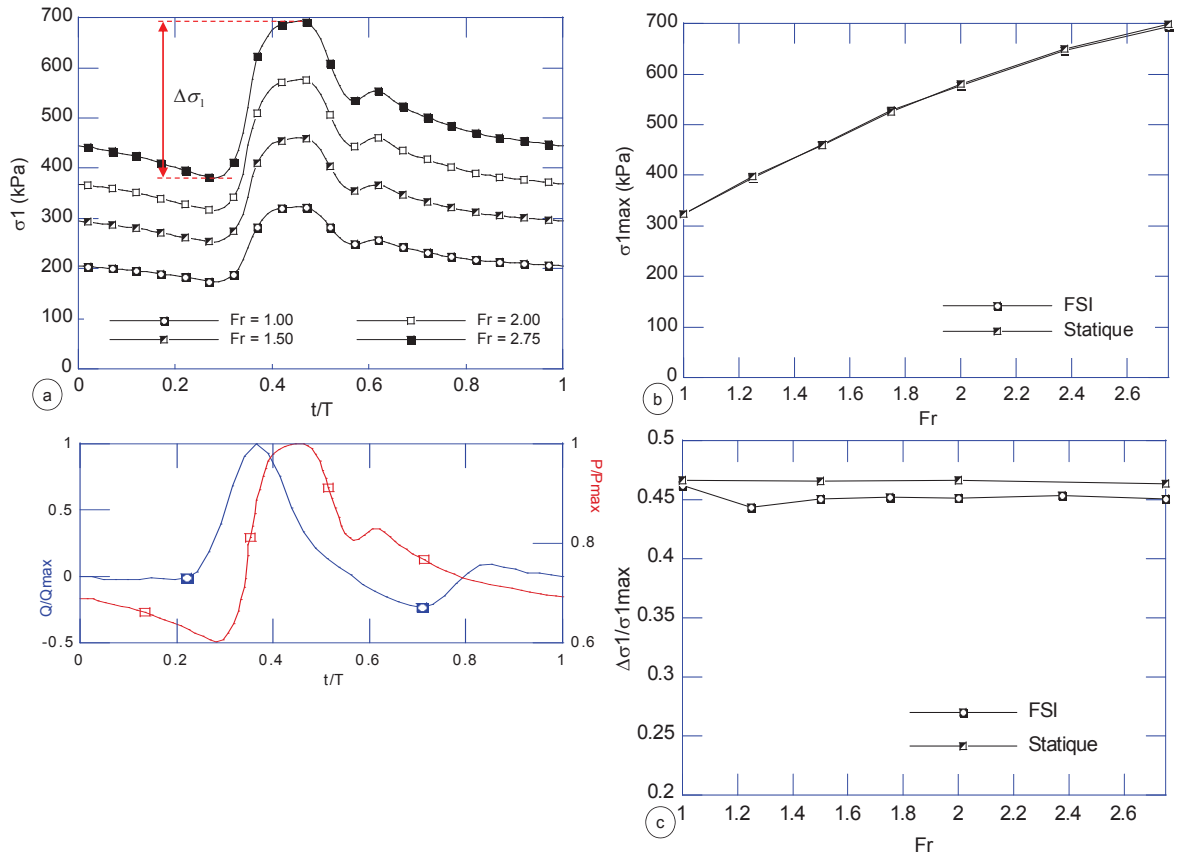 700
600
500
400
300
200
100
0
σ1 (kPa)
Δσ₁
Fr = 1.00
Fr = 2.00
Fr = 1.50
Fr = 2.75
0
0.2
0.4
0.6
0.8
1
t/T
a
700
600
500
400
300
200
100
0
σ1max (kPa)
FSI
Statique
1
1.2
1.4
1.6
1.8
2
2.2
2.4
2.6
Fr
b
1
0.5
0
-0.5
Q/Qmax
1
0.8
0.6
P/Pmax
0
0.2
0.4
0.6
0.8
1
t/T
0.5
0.45
0.4
0.35
0.3
0.25
0.2
Δσ1/σ1max
FSI
Statique
1
1.2
1.4
1.6
1.8
2
2.2
2.4
2.6
Fr
c